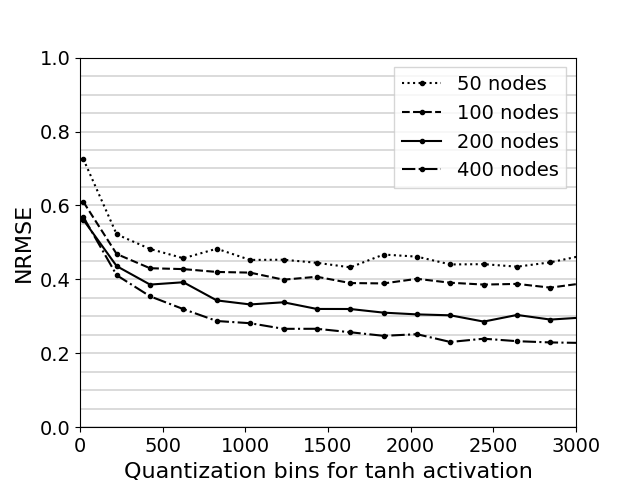 50 nodes
100 nodes
200 nodes
400 nodes
NRMSE
1.0
0.8
0.6
0.4
0.2
0.0
0 500 1000 1500 2000 2500 3000
Quantization bins for tanh activation